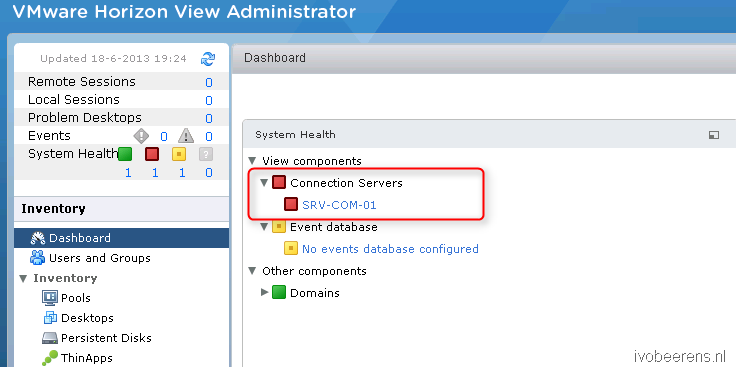 VMware Horizon View Administrator
Updated 18-6-2013 19:24
Remote Sessions 0
Local Sessions 0
Problem Desktops 0
Events 0 0
System Health
1 1 1 0
Inventory
Dashboard
Users and Groups
Inventory
Pools
Desktops
Persistent Disks
ThinApps
Dashboard
System Health
View components
Connection Servers
SRV-COM-01
Event database
No events database configured
Other components
Domains
ivobeerens.nl